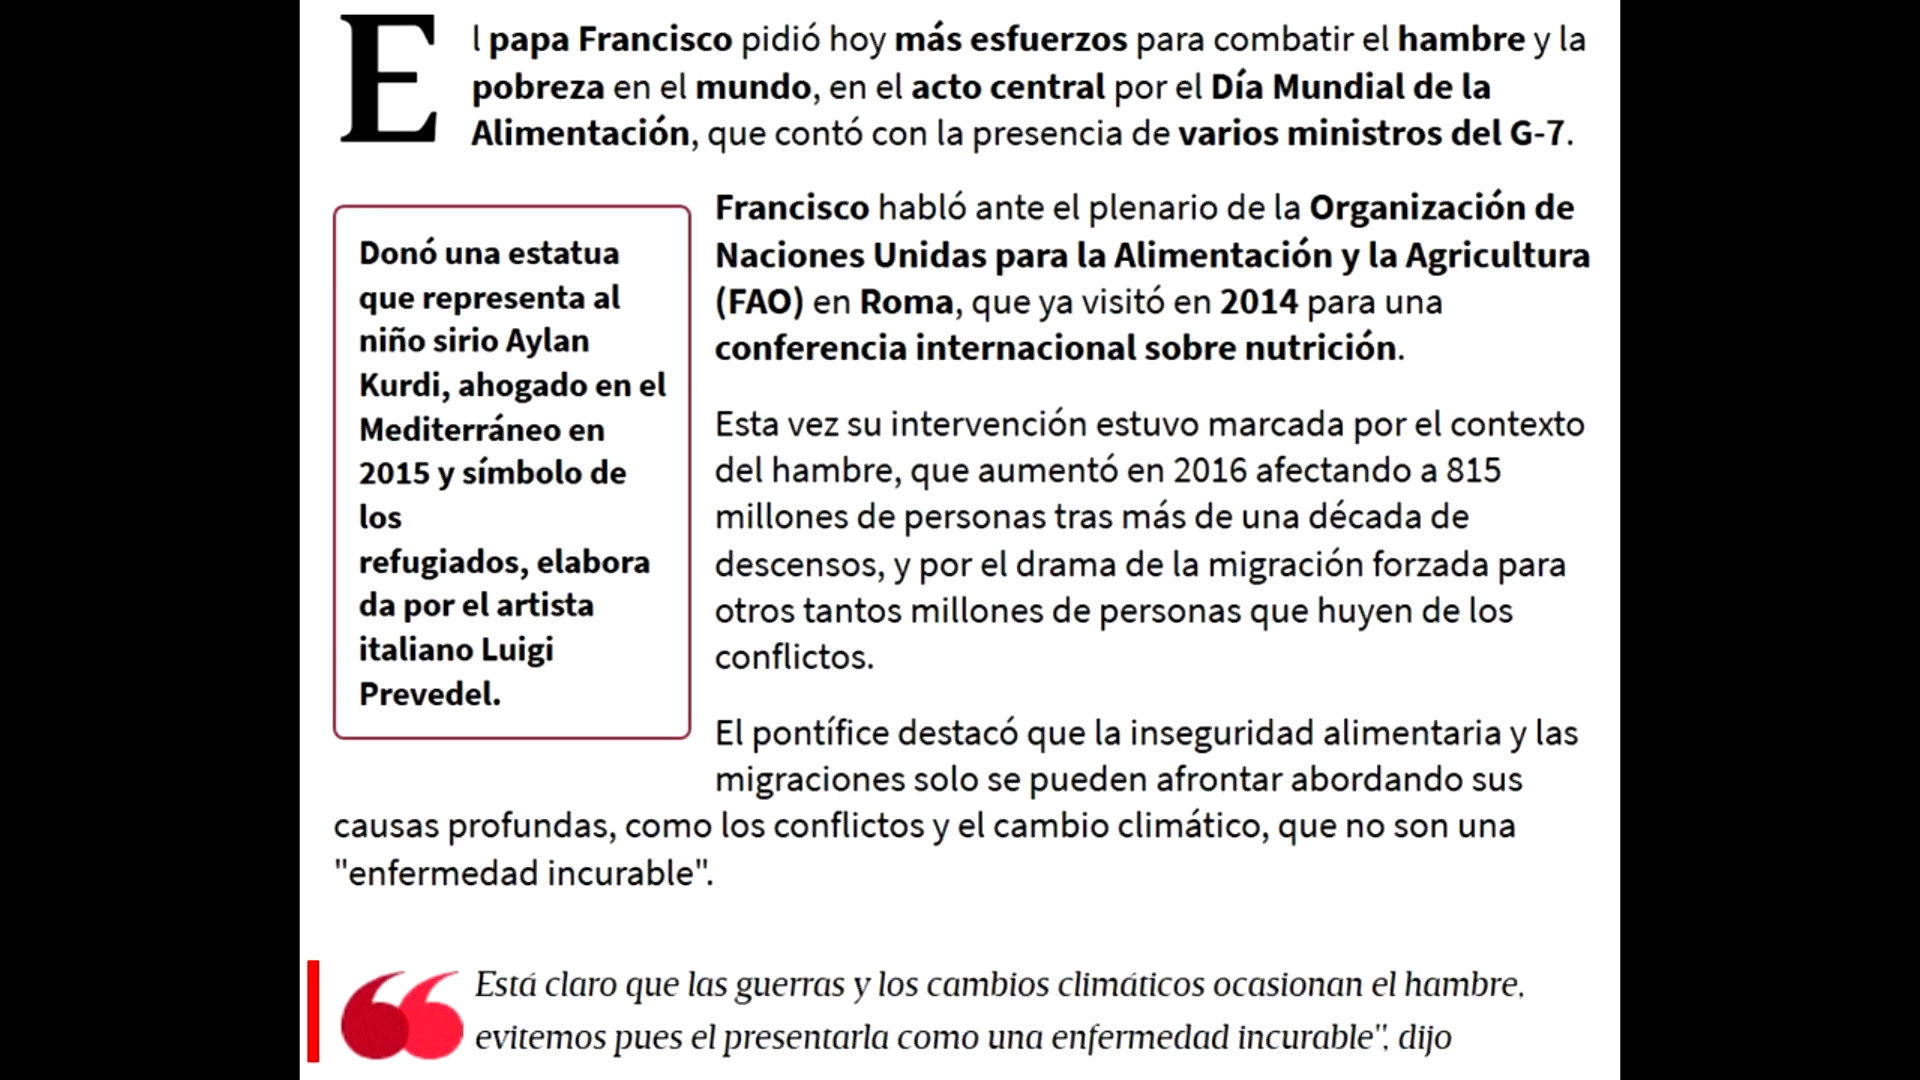 El papa Francisco pidió hoy más esfuerzos para combatir el hambre y la
pobreza en el mundo, en el acto central por el Día Mundial de la
Alimentación, que contó con la presencia de varios ministros del G-7.
Donó una estatua
que representa al
niño sirio Aylan
Kurdi, ahogado en el
Mediterráneo en
2015 y símbolo de
los
refugiados, elabora
da por el artista
italiano Luigi
Prevedel.
Francisco habló ante el plenario de la Organización de
Naciones Unidas para la Alimentación y la Agricultura
(FAO) en Roma, que ya visitó en 2014 para una
conferencia internacional sobre nutrición.
Esta vez su intervención estuvo marcada por el contexto
del hambre, que aumentó en 2016 afectando a 815
millones de personas tras más de una década de
descensos, y por el drama de la migración forzada para
otros tantos millones de personas que huyen de los
conflictos.
El pontífice destacó que la inseguridad alimentaria y las
migraciones solo se pueden afrontar abordando sus
causas profundas, como los conflictos y el cambio climático, que no son una
"enfermedad incurable".
Está claro que las guerras y los cambios climáticos ocasionan el hambre,
evitemos pues el presentarla como una enfermedad incurable", dijo